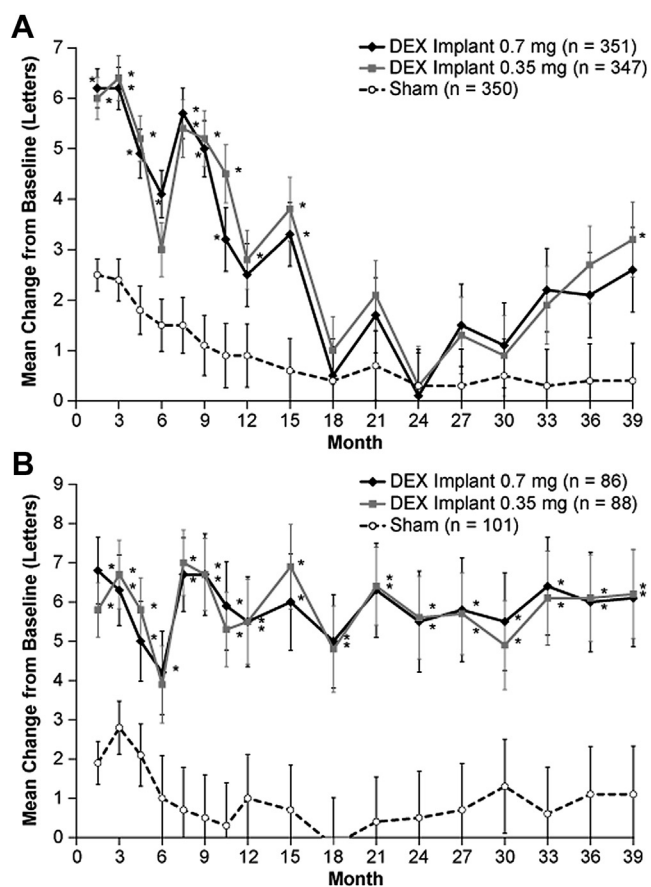 A
Mean Change from Baseline (Letters)
7
6
5
4
3
2
1
0
DEX Implant 0.7 mg (n = 351)
DEX Implant 0.35 mg (n = 347)
Sham (n = 350)
* * * * * * * * * * * * * * * * * * *
0 3 6 9 12 15 18 21 24 27 30 33 36 39
Month
B
Mean Change from Baseline (Letters)
9
8
7
6
5
4
3
2
1
0
DEX Implant 0.7 mg (n = 86)
DEX Implant 0.35 mg (n = 88)
Sham (n = 101)
0 3 6 9 12 15 18 21 24 27 30 33 36 39
Month